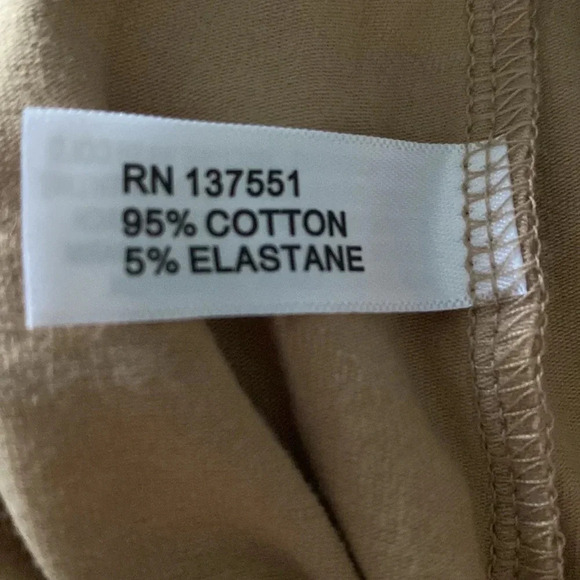 RN 137551
95% COTTON
5% ELASTANE